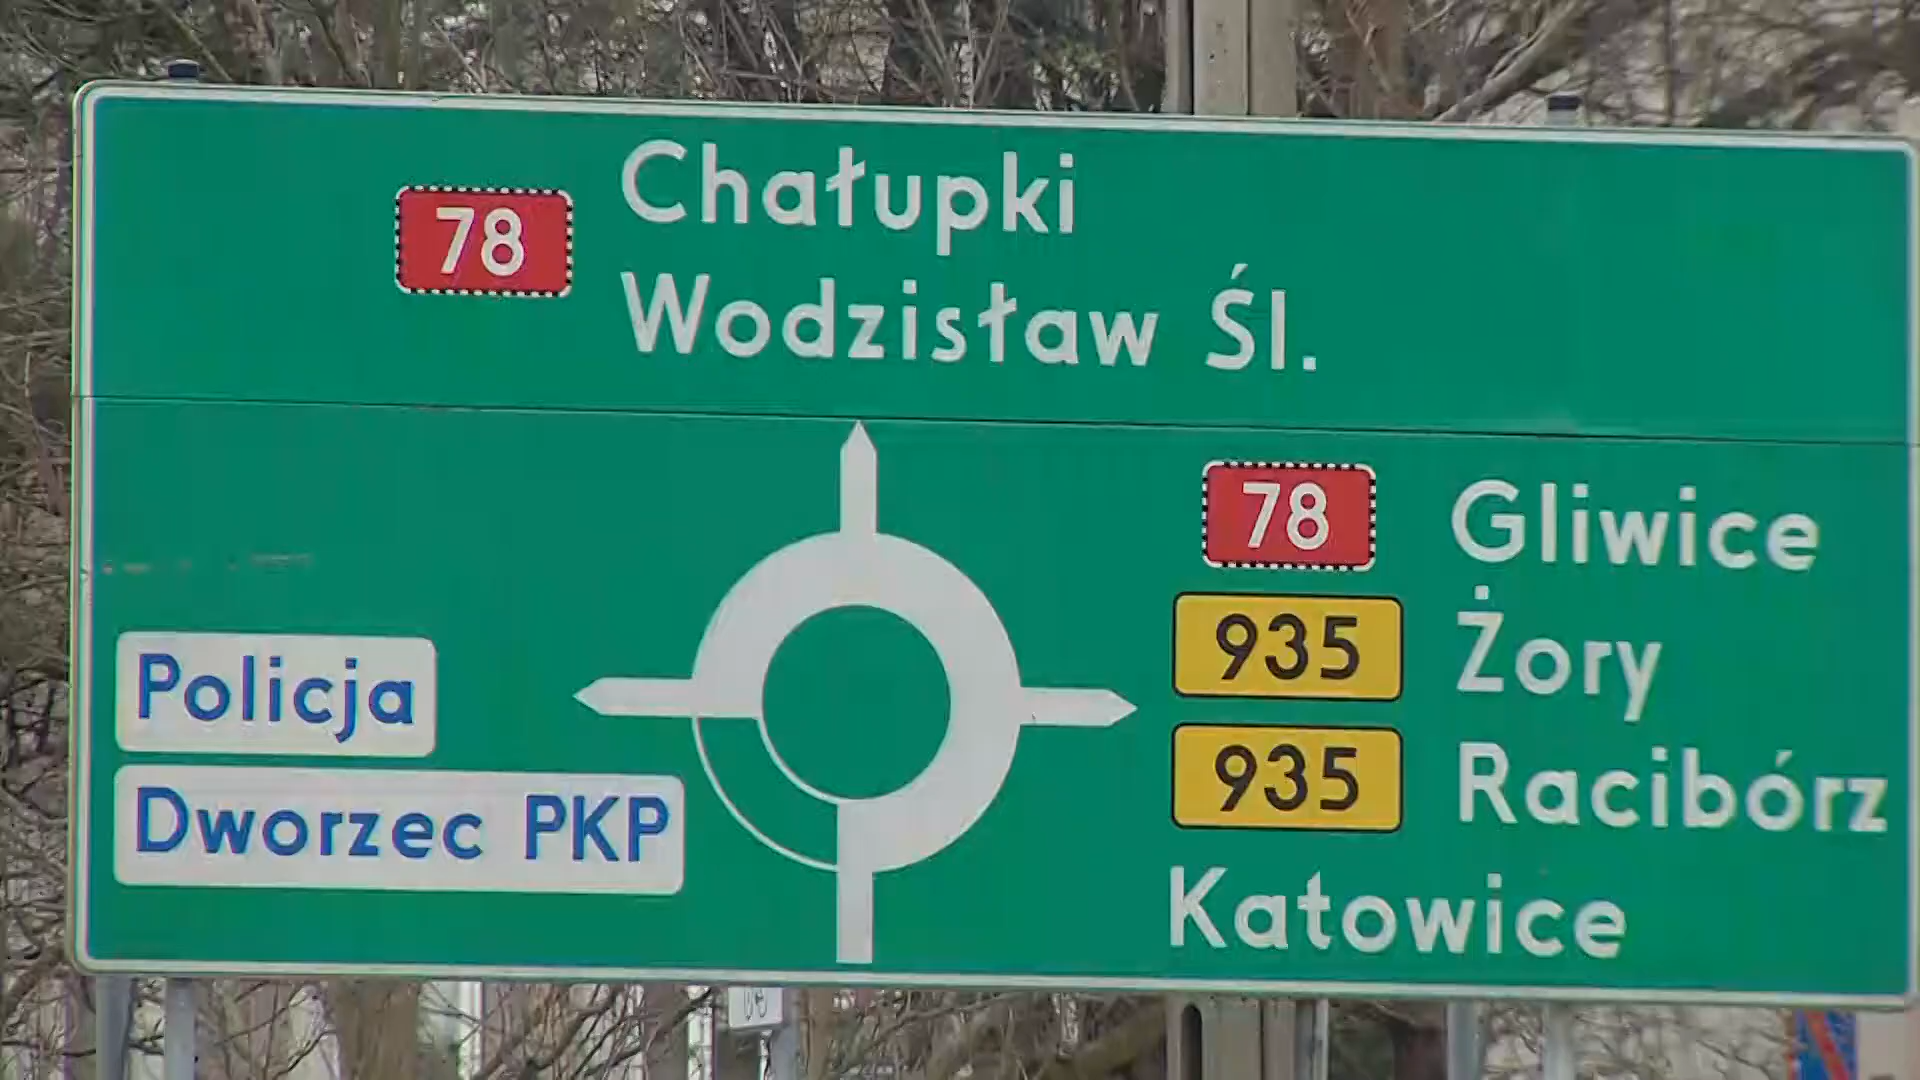 78 Chałupki
Wodzisław Śl.
78 Gliwice
935 Żory
935 Racibórz
Katowice
Policja
Dworzec PKP